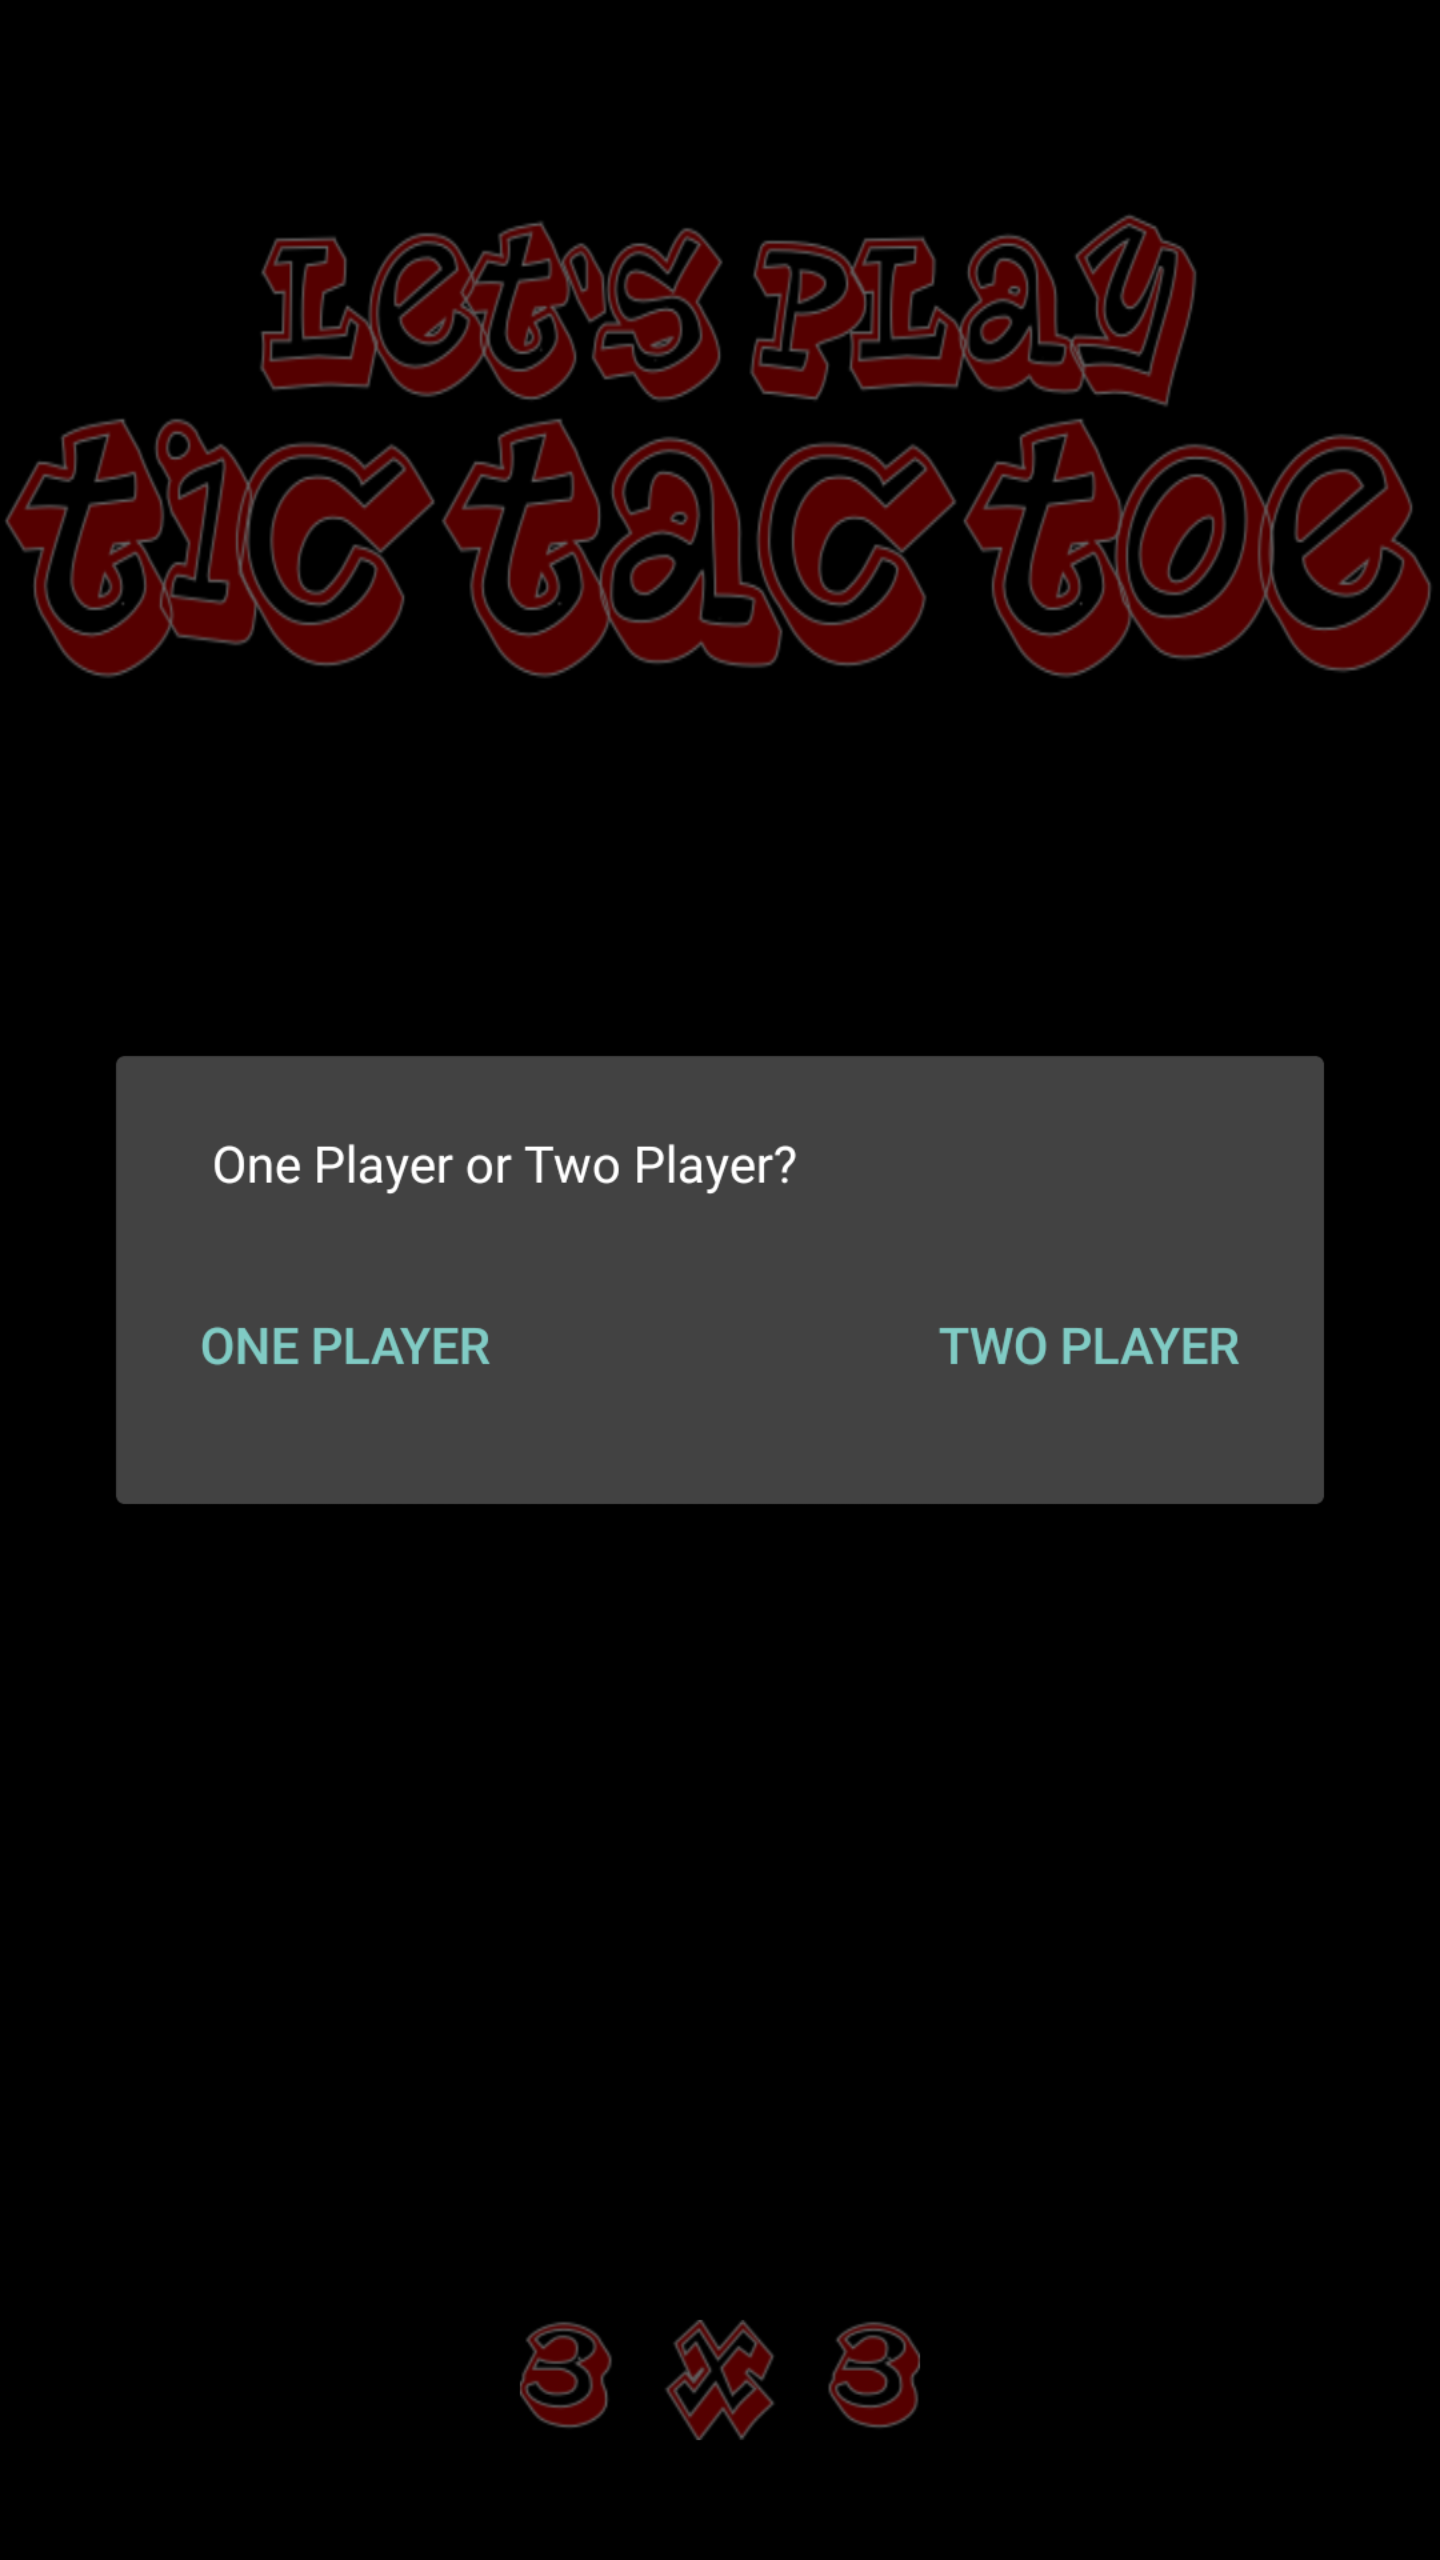 Let's Play
tic tac toe
One Player or Two Player?
ONE PLAYER TWO PLAYER
3 X 3